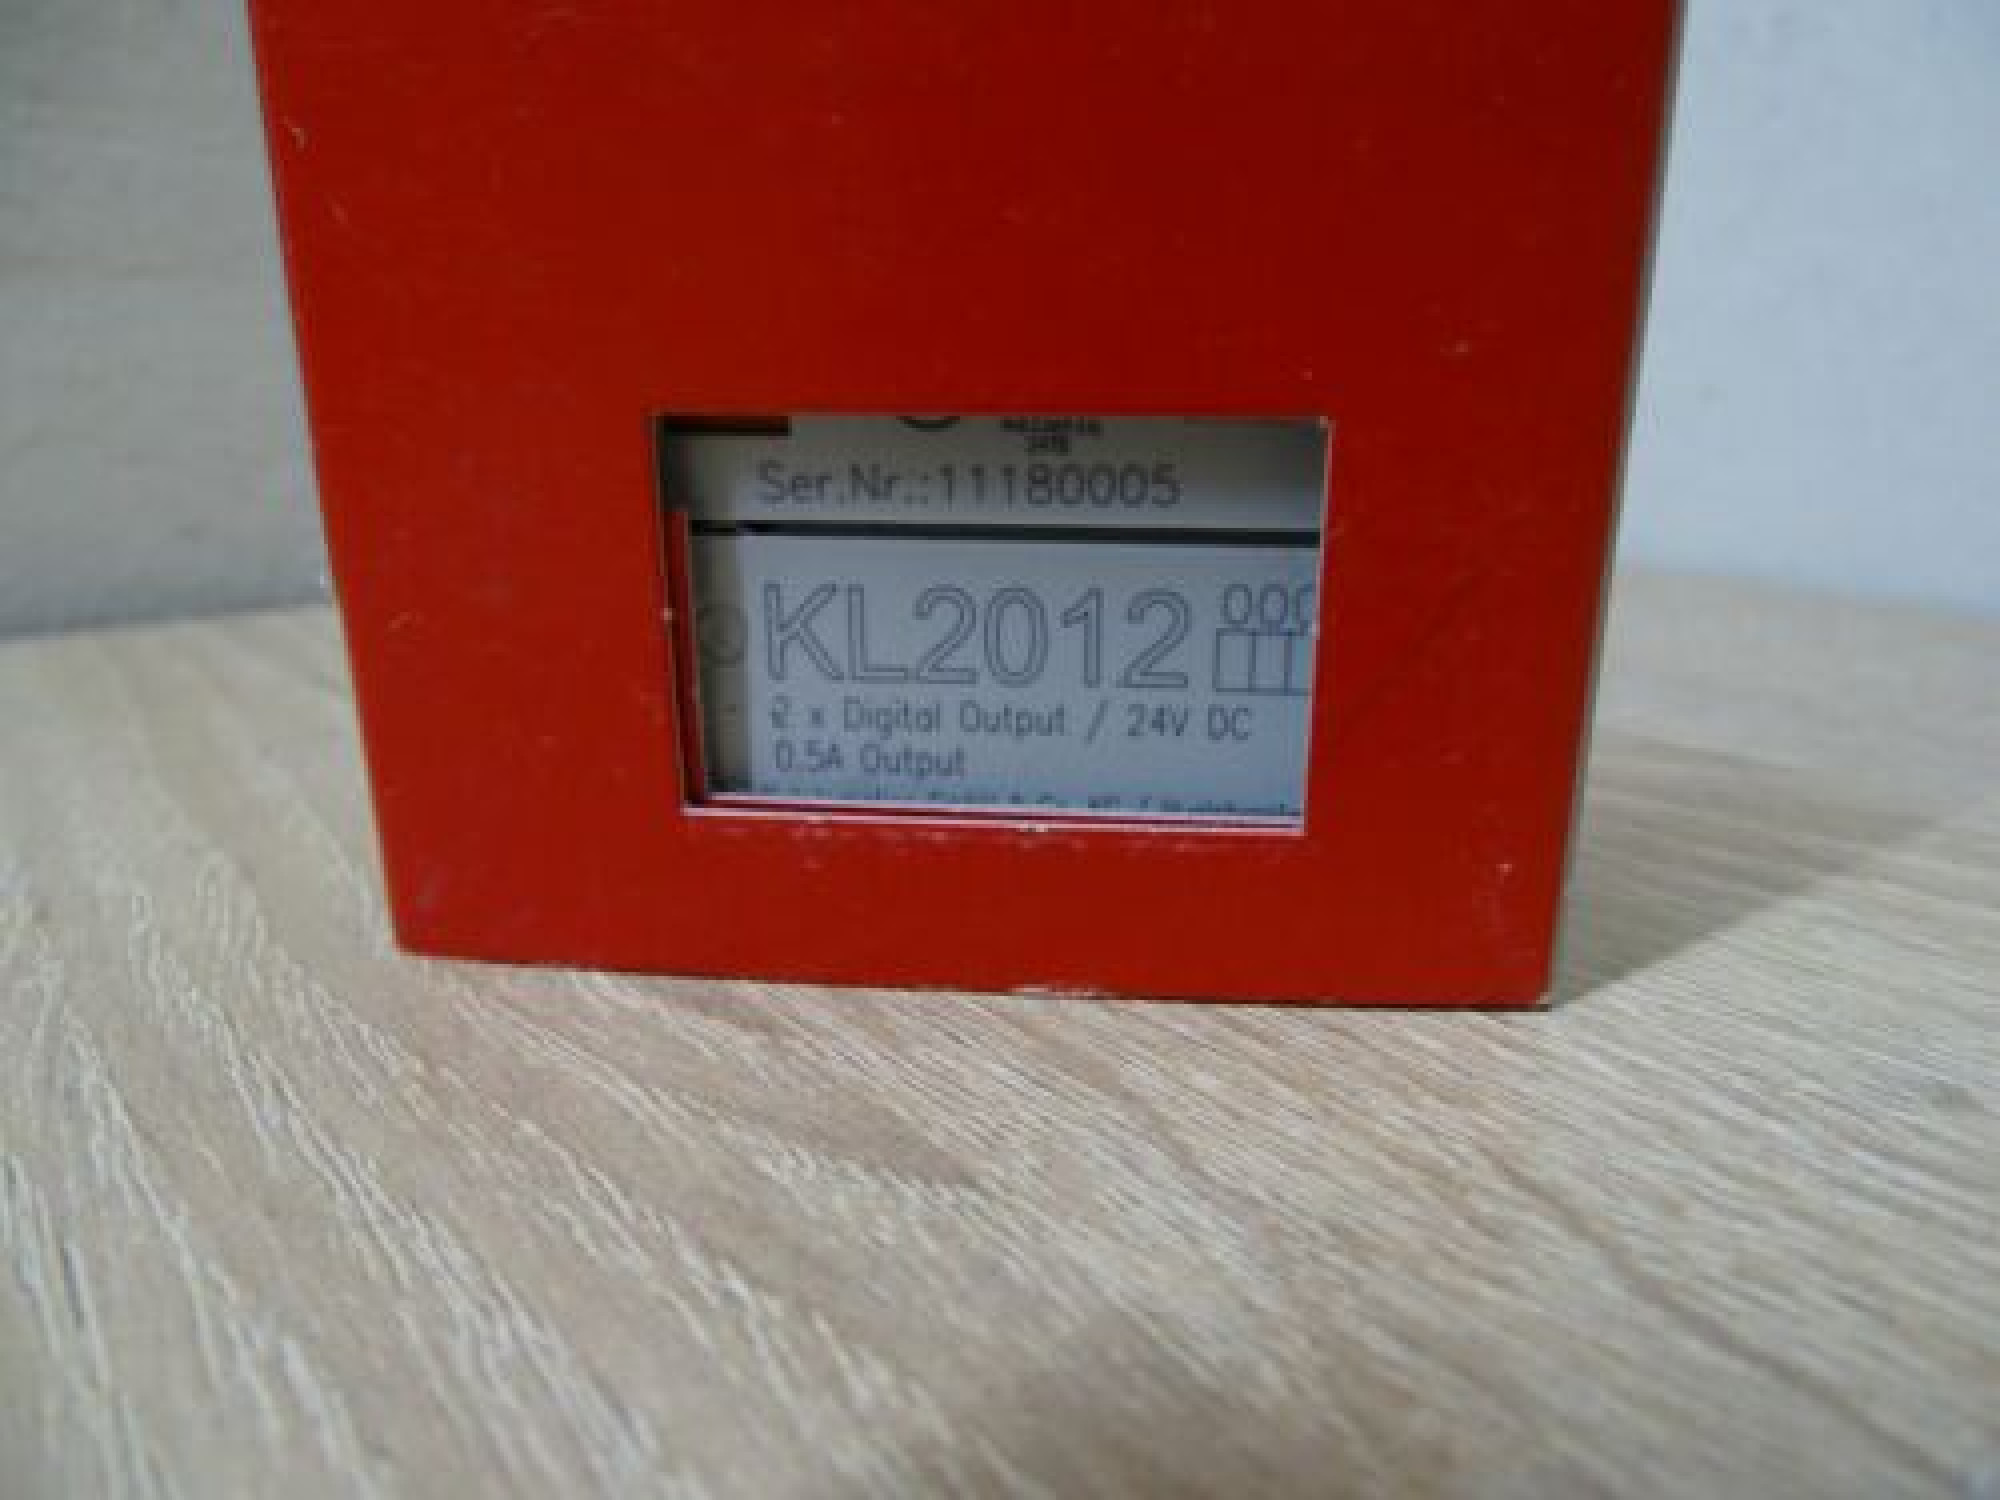 Ser.Nr.:11180005
KL2012
2 x Digital Output / 24V DC
0.5A Output